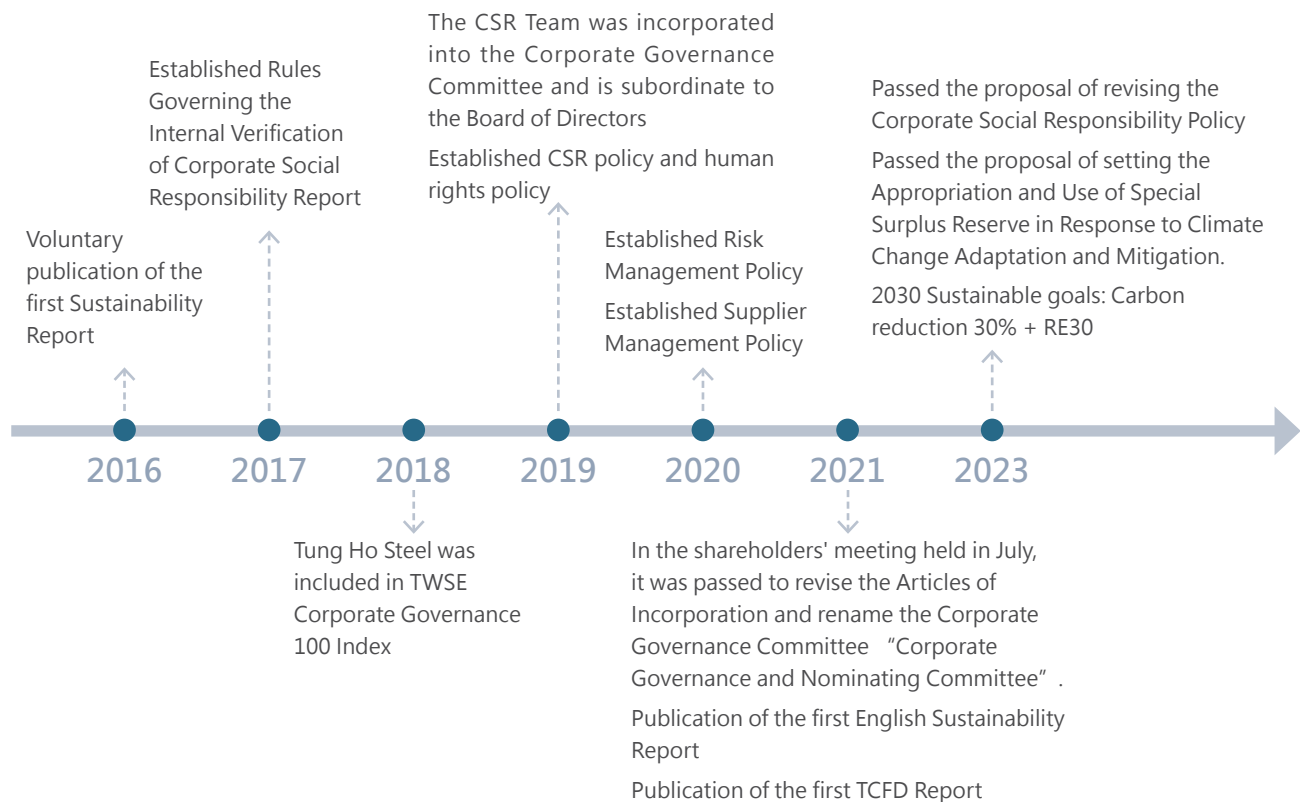 The CSR Team was incorporated
into the Corporate Governance
Committee and is subordinate to
the Board of Directors
Established CSR policy and human
rights policy
Established Rules
Governing the
Internal Verification
of Corporate Social
Responsibility Report
Passed the proposal of revising the
Corporate Social Responsibility Policy
Passed the proposal of setting the
Appropriation and Use of Special
Surplus Reserve in Response to Climate
Change Adaptation and Mitigation.
2030 Sustainable goals: Carbon
reduction 30% + RE30
Voluntary
publication of the
first Sustainability
Report
Established Risk
Management Policy
Established Supplier
Management Policy
2016 2017 2018 2019 2020 2021 2023
Tung Ho Steel was
included in TWSE
Corporate Governance
100 Index
In the shareholders' meeting held in July,
it was passed to revise the Articles of
Incorporation and rename the Corporate
Governance Committee “Corporate
Governance and Nominating Committee” .
Publication of the first English Sustainability
Report
Publication of the first TCFD Report